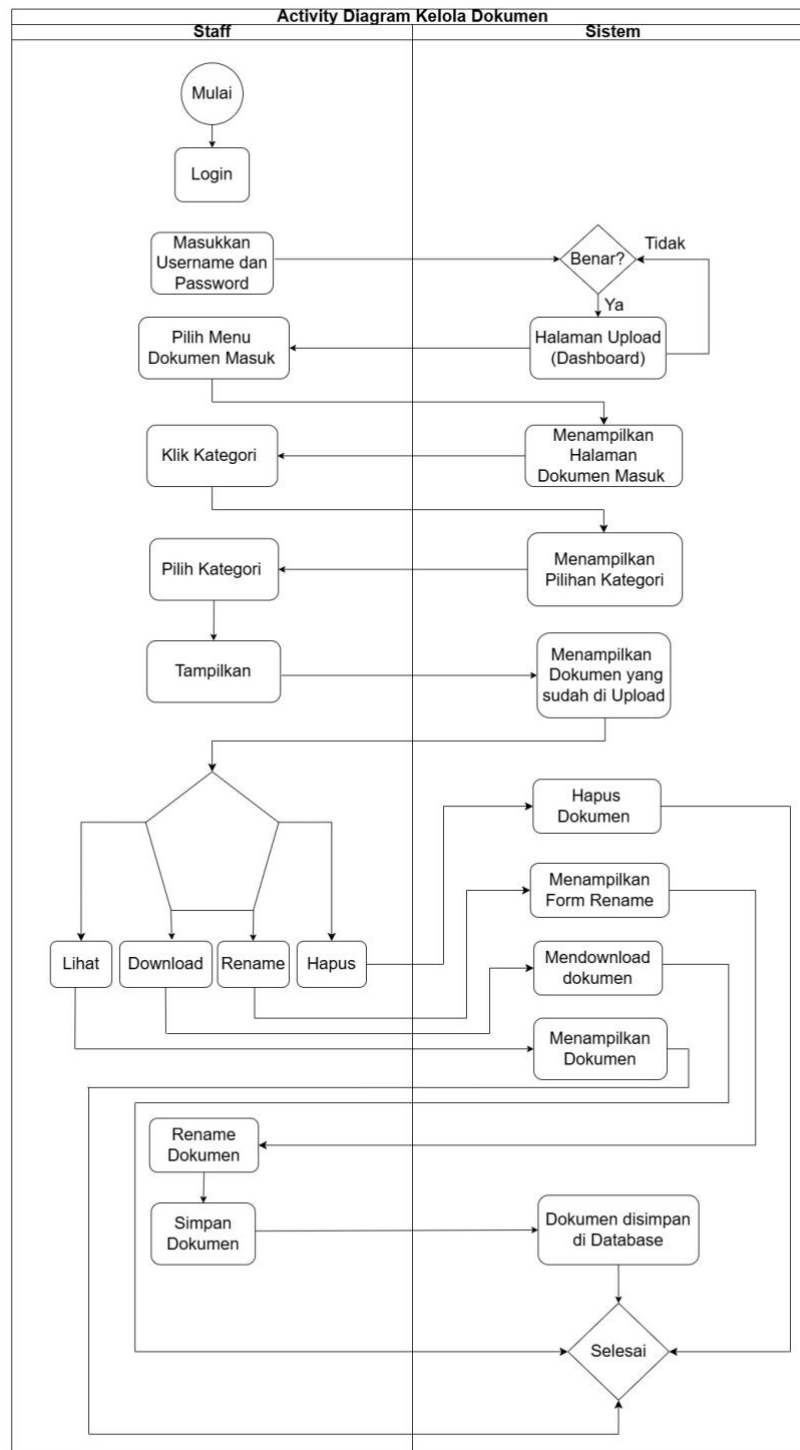 Activity Diagram Kelola Dokumen
Staff
Sistem
Mulai
Login
Masukkan
Username dan
Password
Benar?
Tidak
Ya
Pilih Menu
Dokumen Masuk
Halaman Upload
(Dashboard)
Klik Kategori
Menampilkan
Halaman
Dokumen Masuk
Pilih Kategori
Menampilkan
Pilihan Kategori
Tampilkan
Menampilkan
Dokumen yang
sudah di Upload
Hapus
Dokumen
Menampilkan
Form Rename
Lihat
Download
Rename
Hapus
Mendownload
dokumen
Menampilkan
Dokumen
Rename
Dokumen
Simpan
Dokumen
Dokumen disimpan
di Database
Selesai